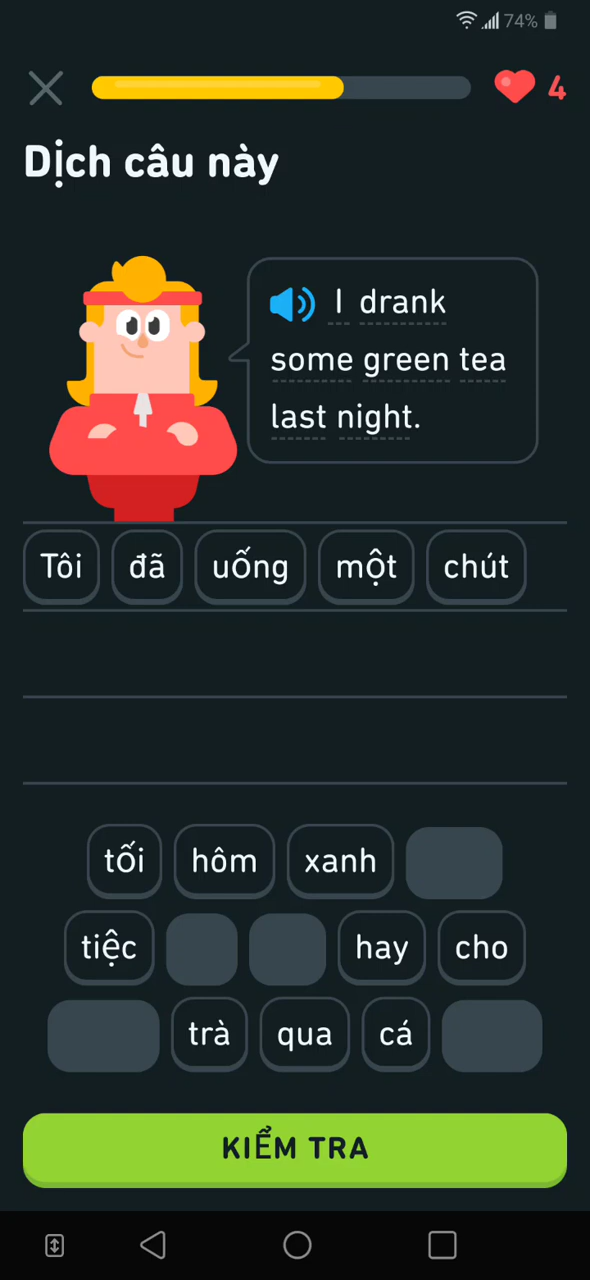 74%
4
Dịch câu này
I drank
some green tea
last night.
Tôi đã uống một chút
tối hôm xanh
tiệc hay cho
trà qua cá
KIỂM TRA